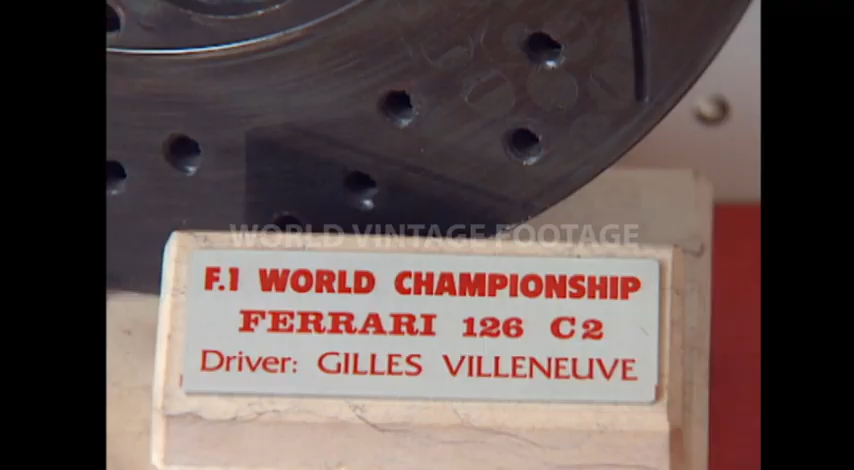 WORLD VINTAGE FOOTAGE
F.1 WORLD CHAMPIONSHIP
FERRARI 126 C2
Driver: GILLES VILLENEUVE